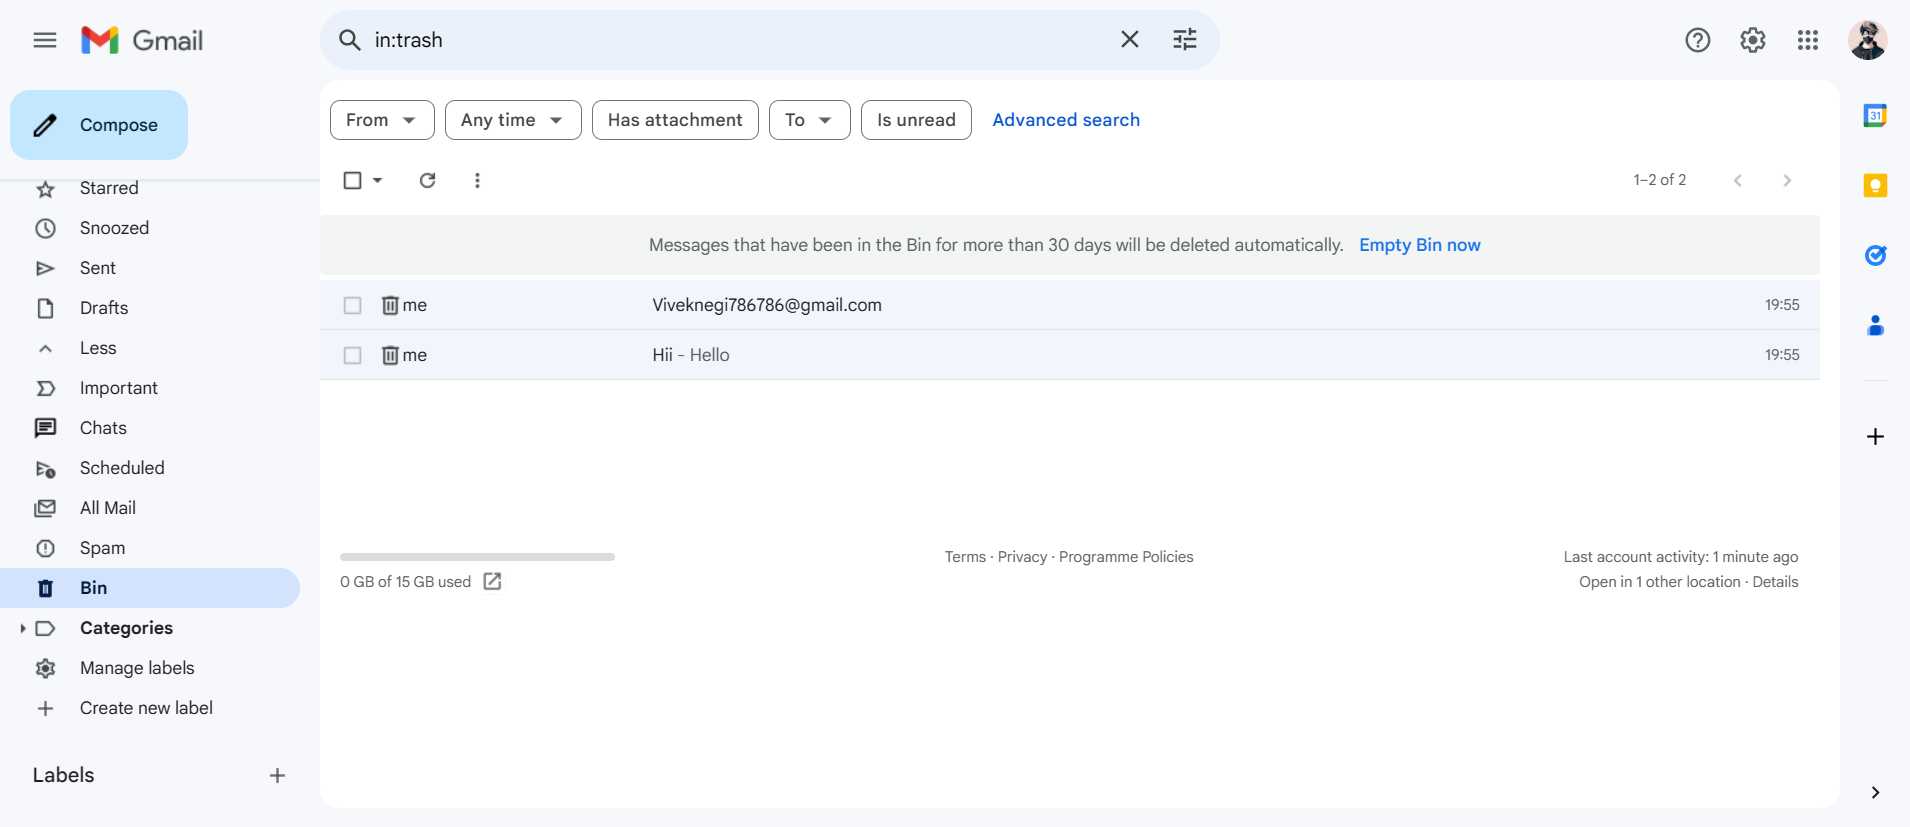 Gmail
in:trash
Compose
From
Any time
Has attachment
To
Is unread
Advanced search
1–2 of 2
Messages that have been in the Bin for more than 30 days will be deleted automatically. Empty Bin now
me Viveknegi786786@gmail.com 19:55
me Hii - Hello 19:55
Starred
Snoozed
Sent
Drafts
Less
Important
Chats
Scheduled
All Mail
Spam
Bin
Categories
Manage labels
Create new label
Labels
0 GB of 15 GB used
Terms · Privacy · Programme Policies
Last account activity: 1 minute ago
Open in 1 other location · Details
31